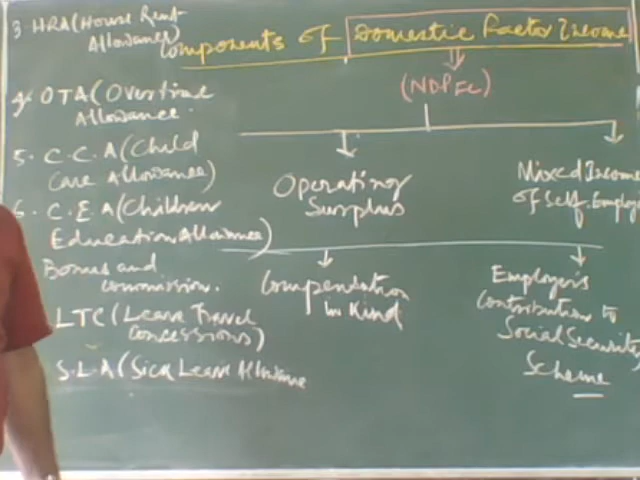 Components of Domestic Factor Income
(NDPFC)
3. HRA (House Rent
Allowance)
4. OTA (Overtime
Allowance.
5. C.C.A (Child
Care Allowance)
6. C.E.A (Children
Education Allowance)
Bonus and
commission.
LTC (Leave Travel
Concessions)
S.L.A (Sick Leave Allowance
Operating
Surplus
Mixed Income
of Self.Employ
Compensation
in Kind
Employer's
Contribution to
Social Security
Scheme